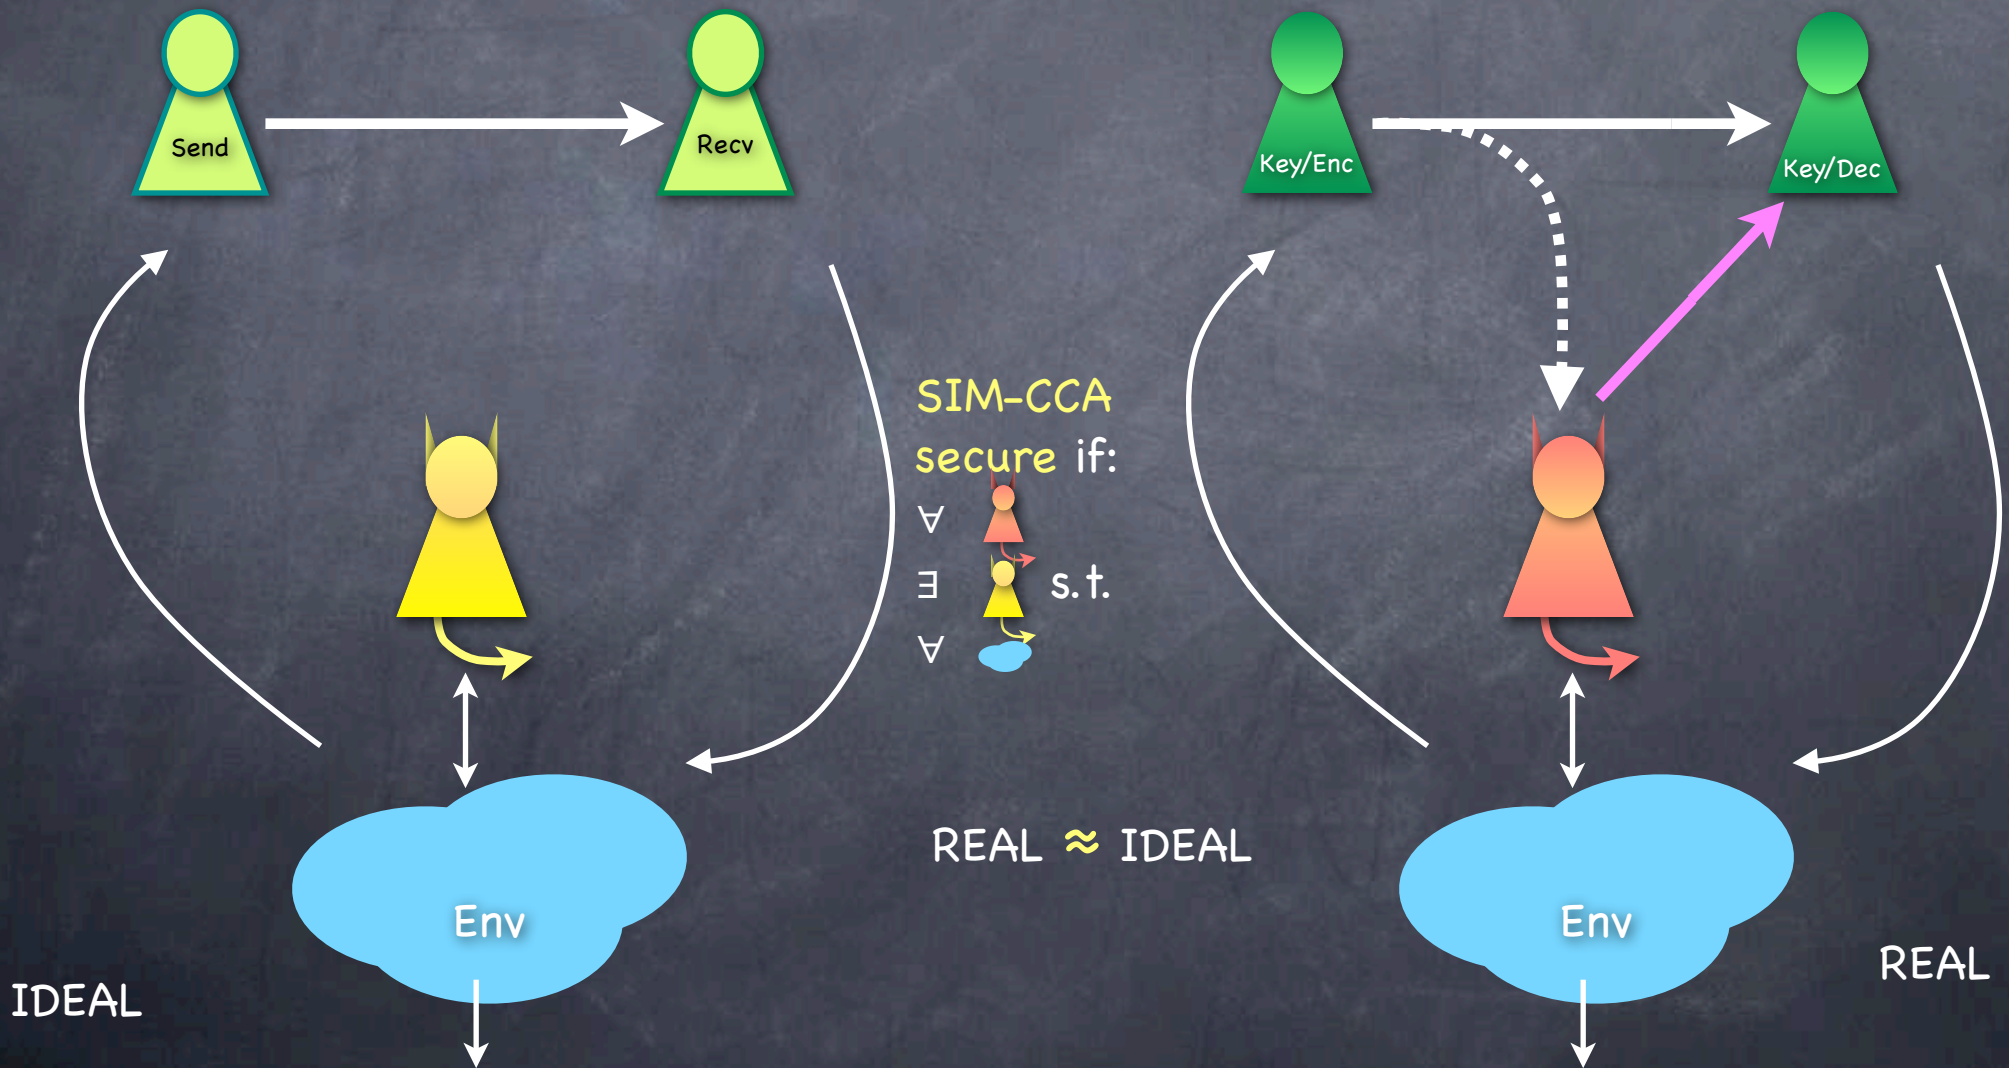 Send
Recv
Key/Enc
Key/Dec
SIM-CCA
secure if:
∀
∃ s.t.
∀
REAL ≈ IDEAL
Env
Env
IDEAL
REAL